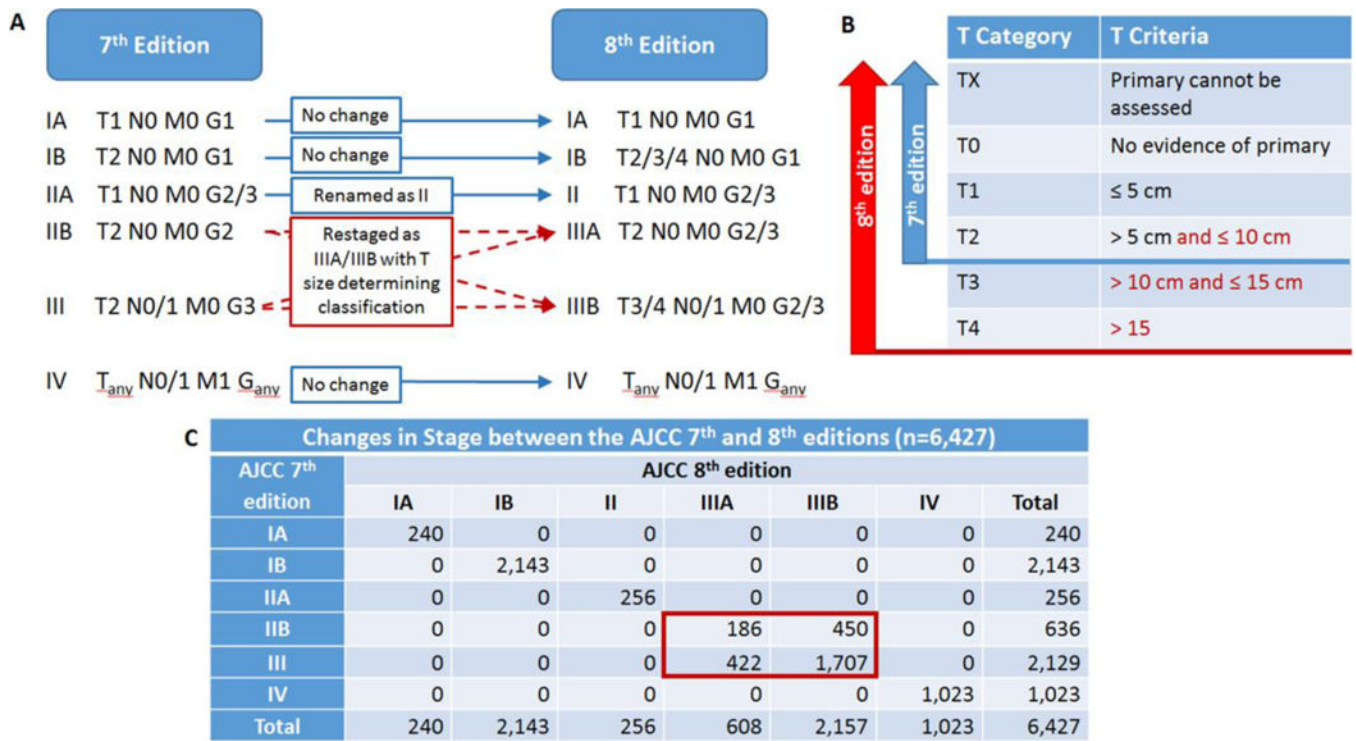 A
7th Edition
8th Edition
IA T1 N0 M0 G1
No change
IA T1 N0 M0 G1
IB T2 N0 M0 G1
No change
IB T2/3/4 N0 M0 G1
IIA T1 N0 M0 G2/3
Renamed as II
II T1 N0 M0 G2/3
IIB T2 N0 M0 G2
Restaged as
IIIA/IIIB with T
size determining
classification
IIIA T2 N0 M0 G2/3
III T2 N0/1 M0 G3
IIIB T3/4 N0/1 M0 G2/3
IV Tany N0/1 M1 Gany
No change
IV Tany N0/1 M1 Gany
B
8th edition
7th edition
T Category T Criteria
TX Primary cannot be
assessed
T0 No evidence of primary
T1 ≤ 5 cm
T2 > 5 cm and ≤ 10 cm
T3 > 10 cm and ≤ 15 cm
T4 > 15
C
Changes in Stage between the AJCC 7th and 8th editions (n=6,427)
AJCC 7th
edition
AJCC 8th edition
IA IB II IIIA IIIB IV Total
IA 240 0 0 0 0 0 240
IB 0 2,143 0 0 0 0 2,143
IIA 0 0 256 0 0 0 256
IIB 0 0 0 186 450 0 636
III 0 0 0 422 1,707 0 2,129
IV 0 0 0 0 0 1,023 1,023
Total 240 2,143 256 608 2,157 1,023 6,427